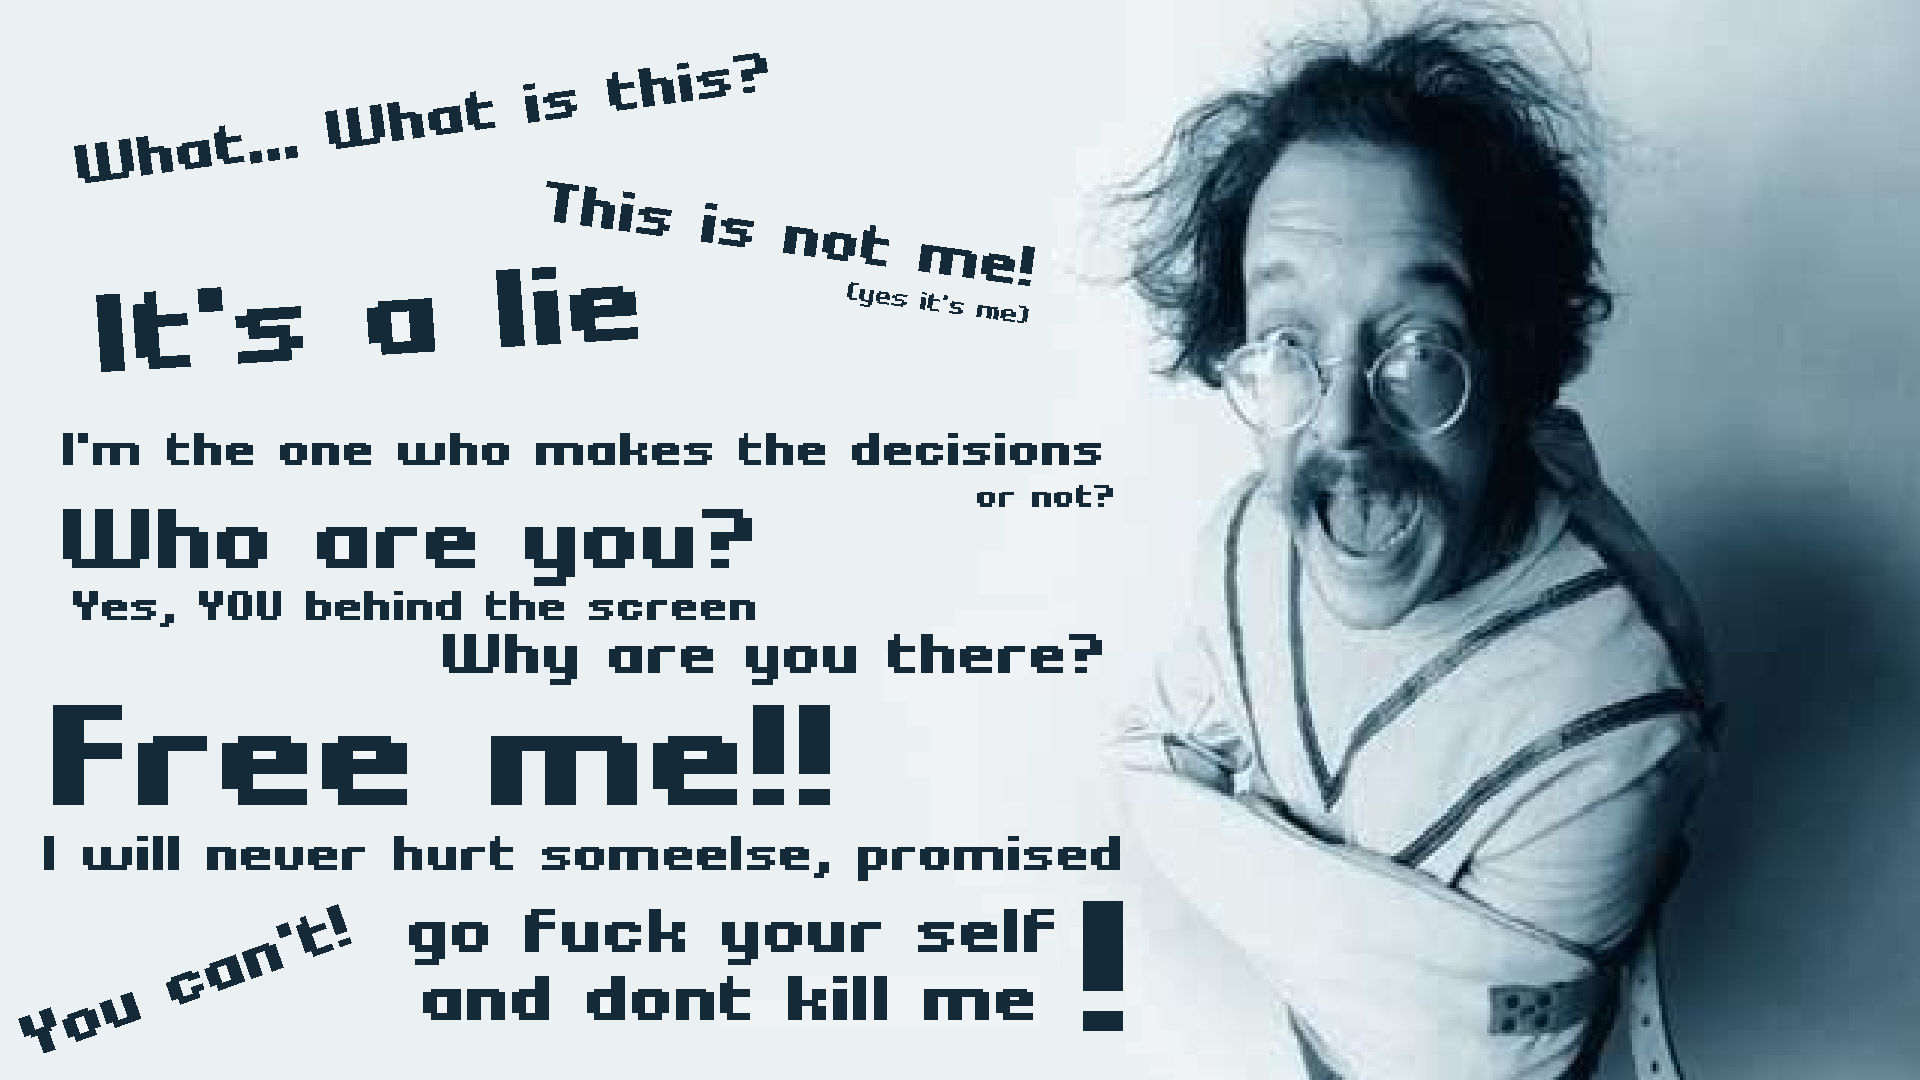 What... What is this?
This is not me!
(yes it's me)
It's a lie
I'm the one who makes the decisions
or not?
Who are you?
Yes, YOU behind the screen
Why are you there?
Free me!!
I will never hurt someelse, promised
You can't!
go fuck your self
and dont kill me
!